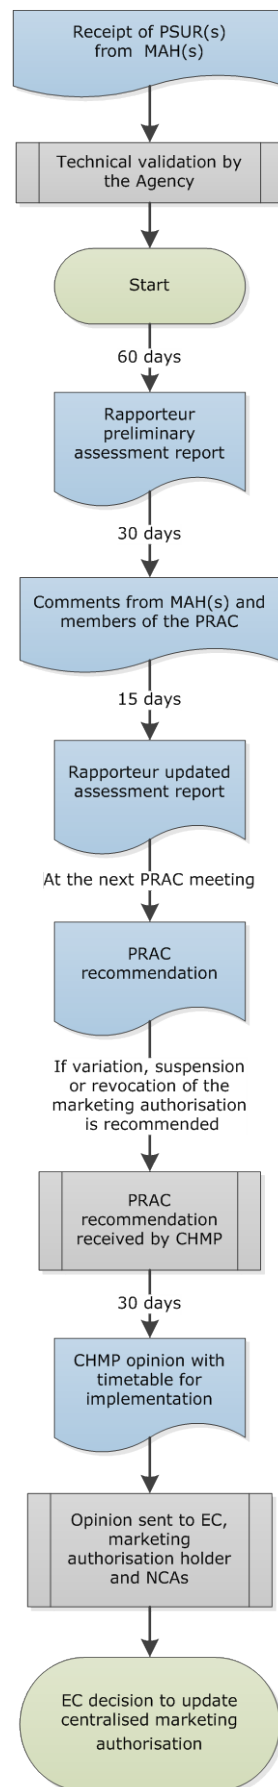 Receipt of PSUR(s)
from MAH(s)
Technical validation by
the Agency
Start
60 days
Rapporteur
preliminary
assessment report
30 days
Comments from MAH(s) and
members of the PRAC
15 days
Rapporteur updated
assessment report
At the next PRAC meeting
PRAC
recommendation
If variation, suspension
or revocation of the
marketing authorisation
is recommended
PRAC
recommendation
received by CHMP
30 days
CHMP opinion with
timetable for
implementation
Opinion sent to EC,
marketing
authorisation holder
and NCAs
EC decision to update
centralised marketing
authorisation